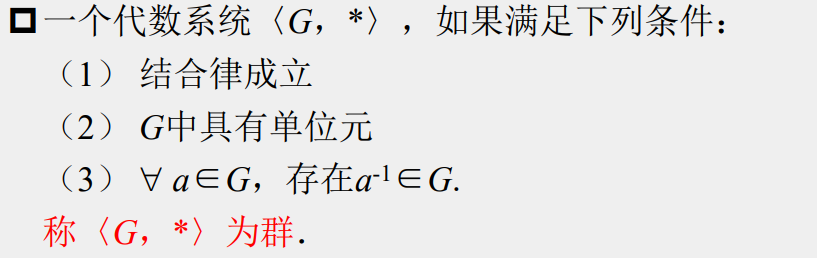 □一个代数系统〈G，*〉，如果满足下列条件：
（1） 结合律成立
（2） G中具有单位元
（3） ∀ a∈G，存在a⁻¹∈G.
称〈G，*〉为群.